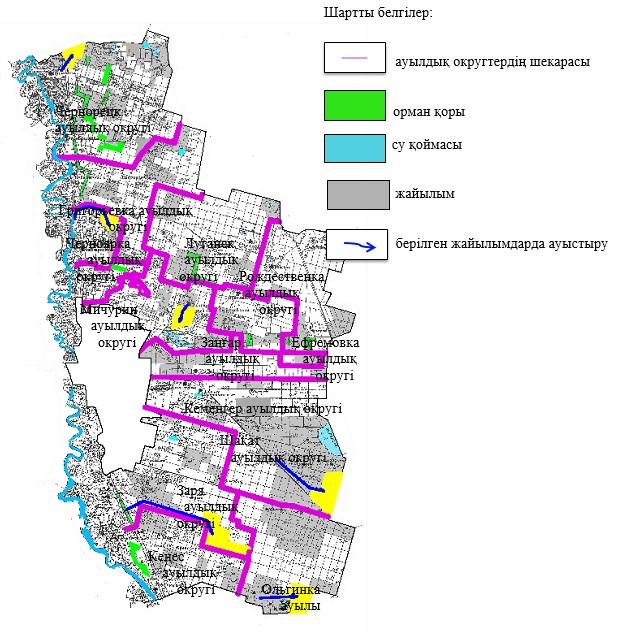 Шартты белгілер:
ауылдық округтердің шекарасы
орман қоры
су қоймасы
жайылым
берілген жайылымдарда ауыстыру
Чернорецк
ауылдық округі
Григорьевка ауылдық
округі
Черноярка
ауылдық
округі
Луганск
ауылдық
округі
Рождественка
ауылдық
округі
Мичурин
ауылдық
округі
Заңғар
ауылдық
округі
Ефремовка
ауылдық
округі
Кемеңгер ауылдық округі
Шақат
ауылдық округі
Заря
ауылдық
округі
Кеңес
ауылдық
округі
Ольгинка
ауылы